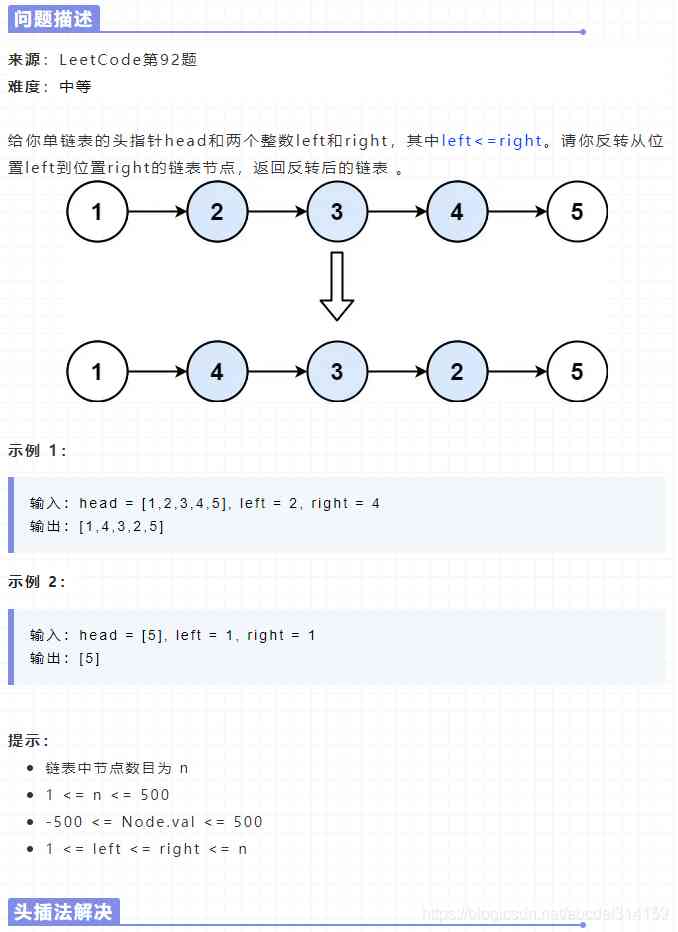 问题描述
来源：LeetCode第92题
难度：中等
给你单链表的头指针head和两个整数left和right，其中left<=right。请你反转从位
置left到位置right的链表节点，返回反转后的链表 。
1 2 3 4 5
1 4 3 2 5
示例 1：
输入：head = [1,2,3,4,5], left = 2, right = 4
输出：[1,4,3,2,5]
示例 2：
输入：head = [5], left = 1, right = 1
输出：[5]
提示：
链表中节点数目为 n
1 <= n <= 500
-500 <= Node.val <= 500
1 <= left <= right <= n
头插法解决